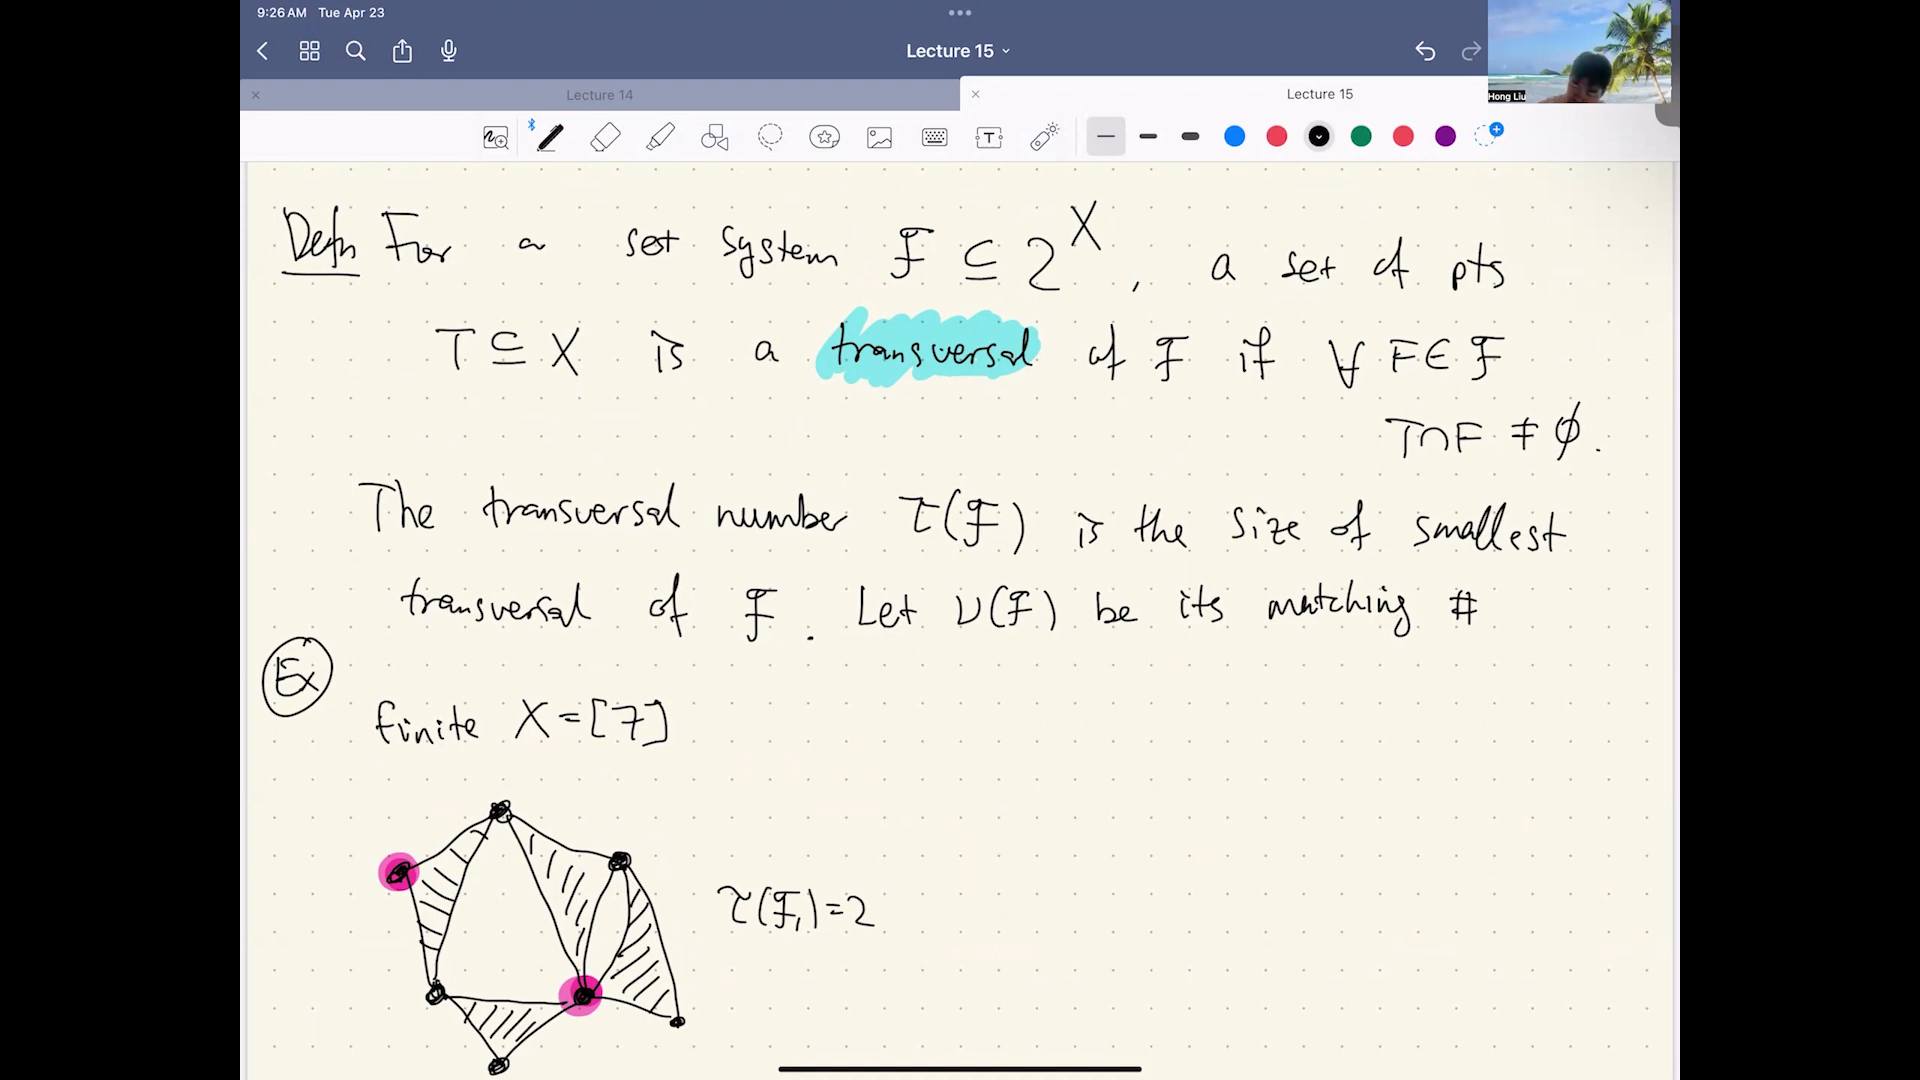 9:26 AM Tue Apr 23
Lecture 15
Hong Liu
Lecture 14
Lecture 15
Defn For a set system F ⊆ 2^X, a set of pts
T ⊆ X is a transversal of F if ∀ F ∈ F
T∩F ≠ ∅.
The transversal number τ(F) is the size of smallest
transversal of F. Let ν(F) be its matching #
Ex
finite X = [7]
τ(F₁)=2